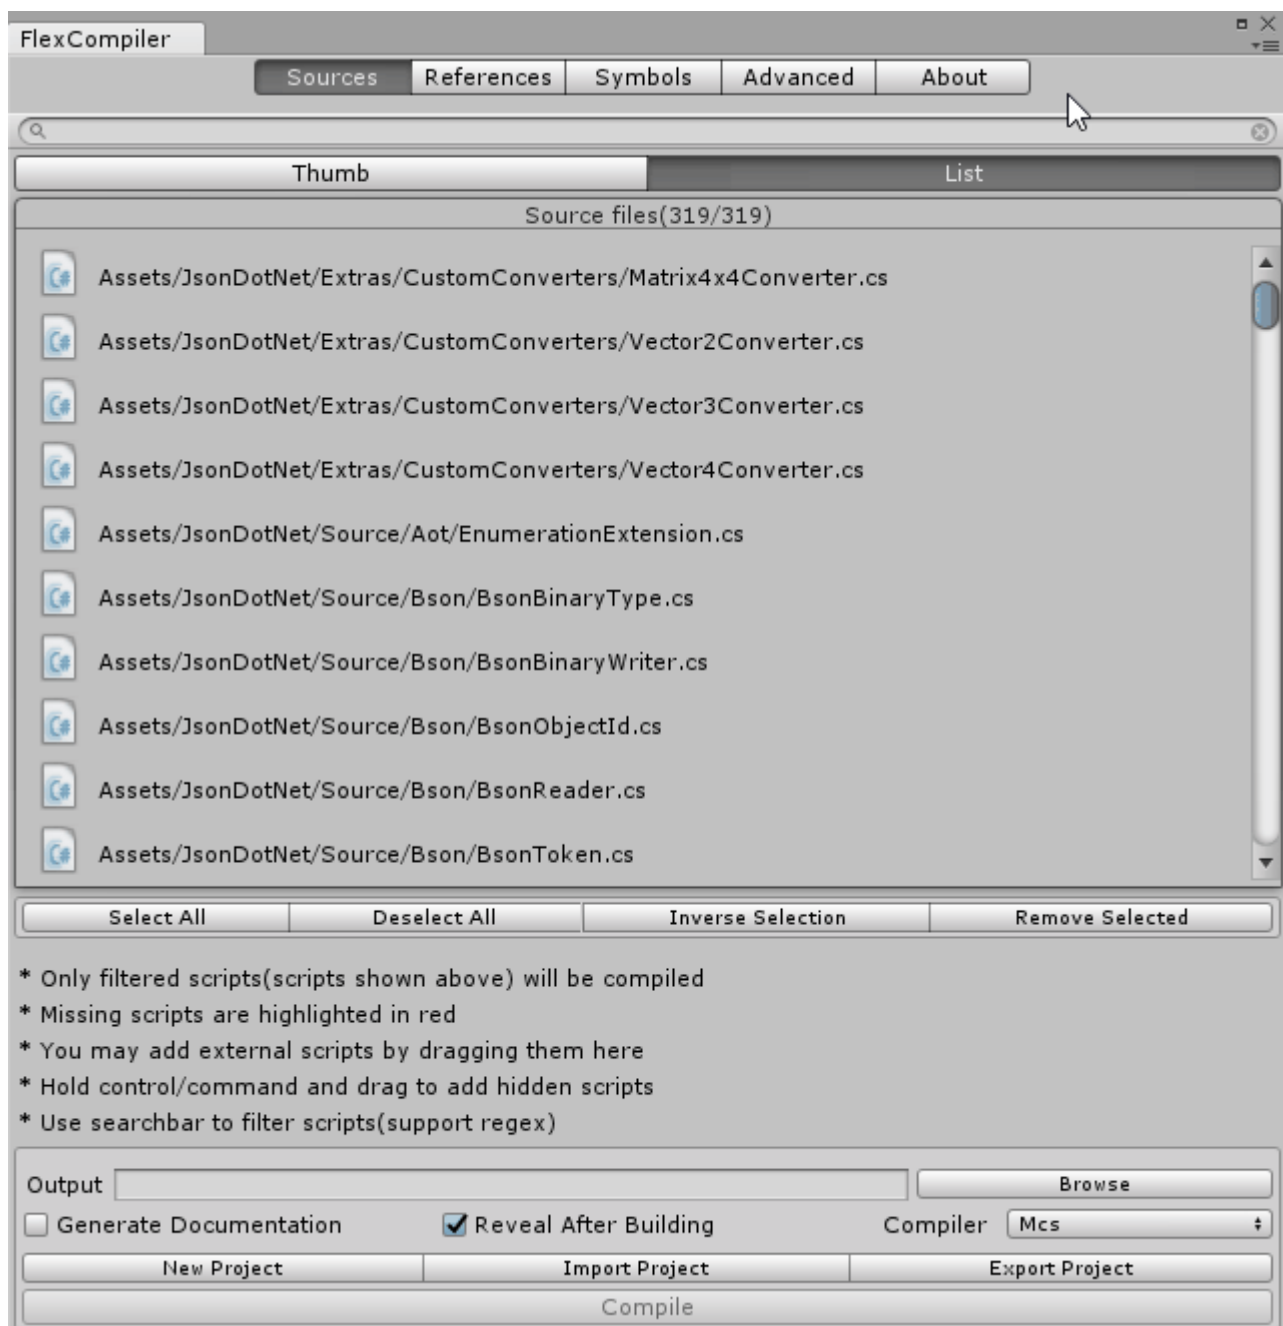 FlexCompiler
Sources References Symbols Advanced About
Thumb List
Source files(319/319)
C# Assets/JsonDotNet/Extras/CustomConverters/Matrix4x4Converter.cs
C# Assets/JsonDotNet/Extras/CustomConverters/Vector2Converter.cs
C# Assets/JsonDotNet/Extras/CustomConverters/Vector3Converter.cs
C# Assets/JsonDotNet/Extras/CustomConverters/Vector4Converter.cs
C# Assets/JsonDotNet/Source/Aot/EnumerationExtension.cs
C# Assets/JsonDotNet/Source/Bson/BsonBinaryType.cs
C# Assets/JsonDotNet/Source/Bson/BsonBinaryWriter.cs
C# Assets/JsonDotNet/Source/Bson/BsonObjectId.cs
C# Assets/JsonDotNet/Source/Bson/BsonReader.cs
C# Assets/JsonDotNet/Source/Bson/BsonToken.cs
Select All Deselect All Inverse Selection Remove Selected
* Only filtered scripts(scripts shown above) will be compiled
* Missing scripts are highlighted in red
* You may add external scripts by dragging them here
* Hold control/command and drag to add hidden scripts
* Use searchbar to filter scripts(support regex)
Output Browse
Generate Documentation Reveal After Building Compiler Mcs
New Project Import Project Export Project
Compile